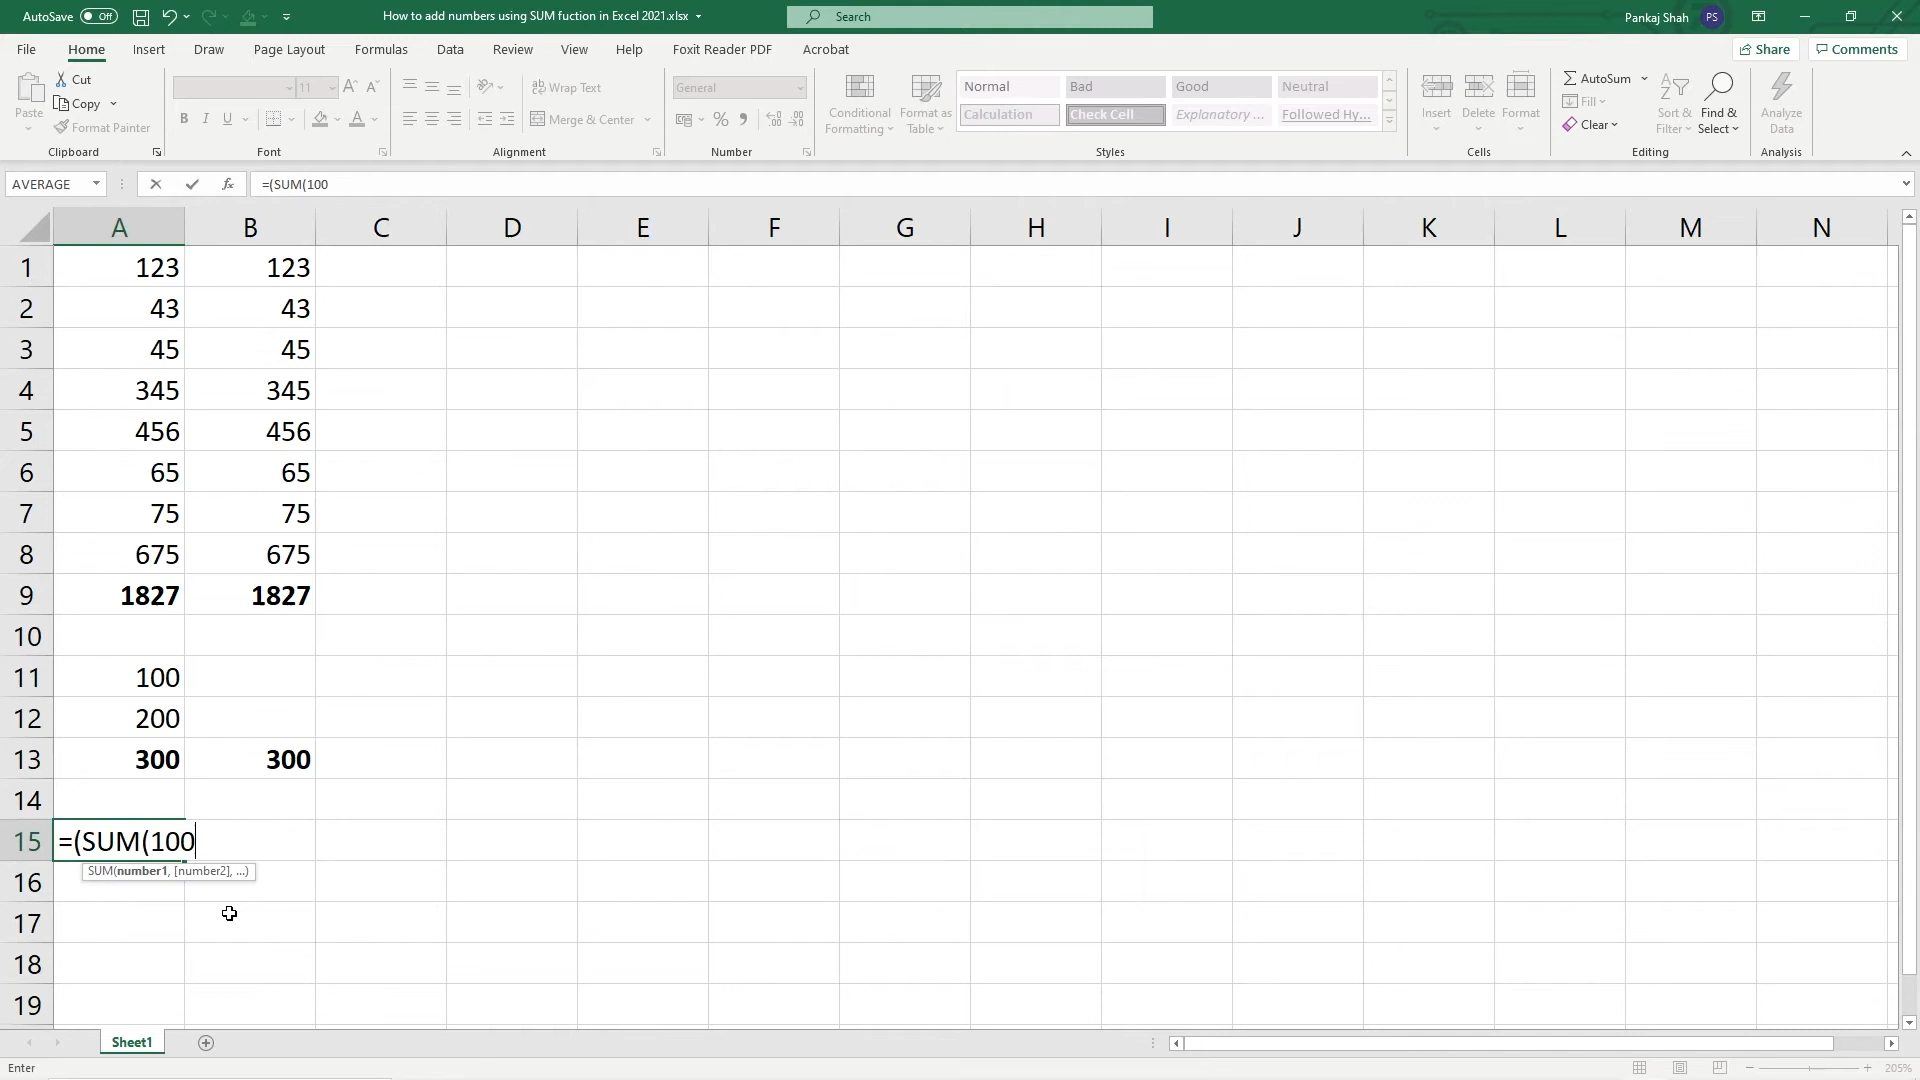 AutoSave Off How to add numbers using SUM fuction in Excel 2021.xlsx Search Pankaj Shah PS
File Home Insert Draw Page Layout Formulas Data Review View Help Foxit Reader PDF Acrobat Share Comments
Cut
Copy
Format Painter
Paste
Clipboard
11
B I U
Font
Wrap Text
Merge & Center
Alignment
General
% 9
Number
Conditional Formatting
Format as Table
Normal Bad Good Neutral
Calculation Check Cell Explanatory ... Followed Hy...
Styles
Insert Delete Format
Cells
AutoSum
Fill
Clear
Sort & Filter
Find & Select
Editing
Analyze Data
Analysis
AVERAGE fx =(SUM(100
A B C D E F G H I J K L M N
1 123 123
2 43 43
3 45 45
4 345 345
5 456 456
6 65 65
7 75 75
8 675 675
9 1827 1827
10
11 100
12 200
13 300 300
14
15 =(SUM(100
SUM(number1, [number2], ...)
16
17
18
19
Sheet1
Enter 205%